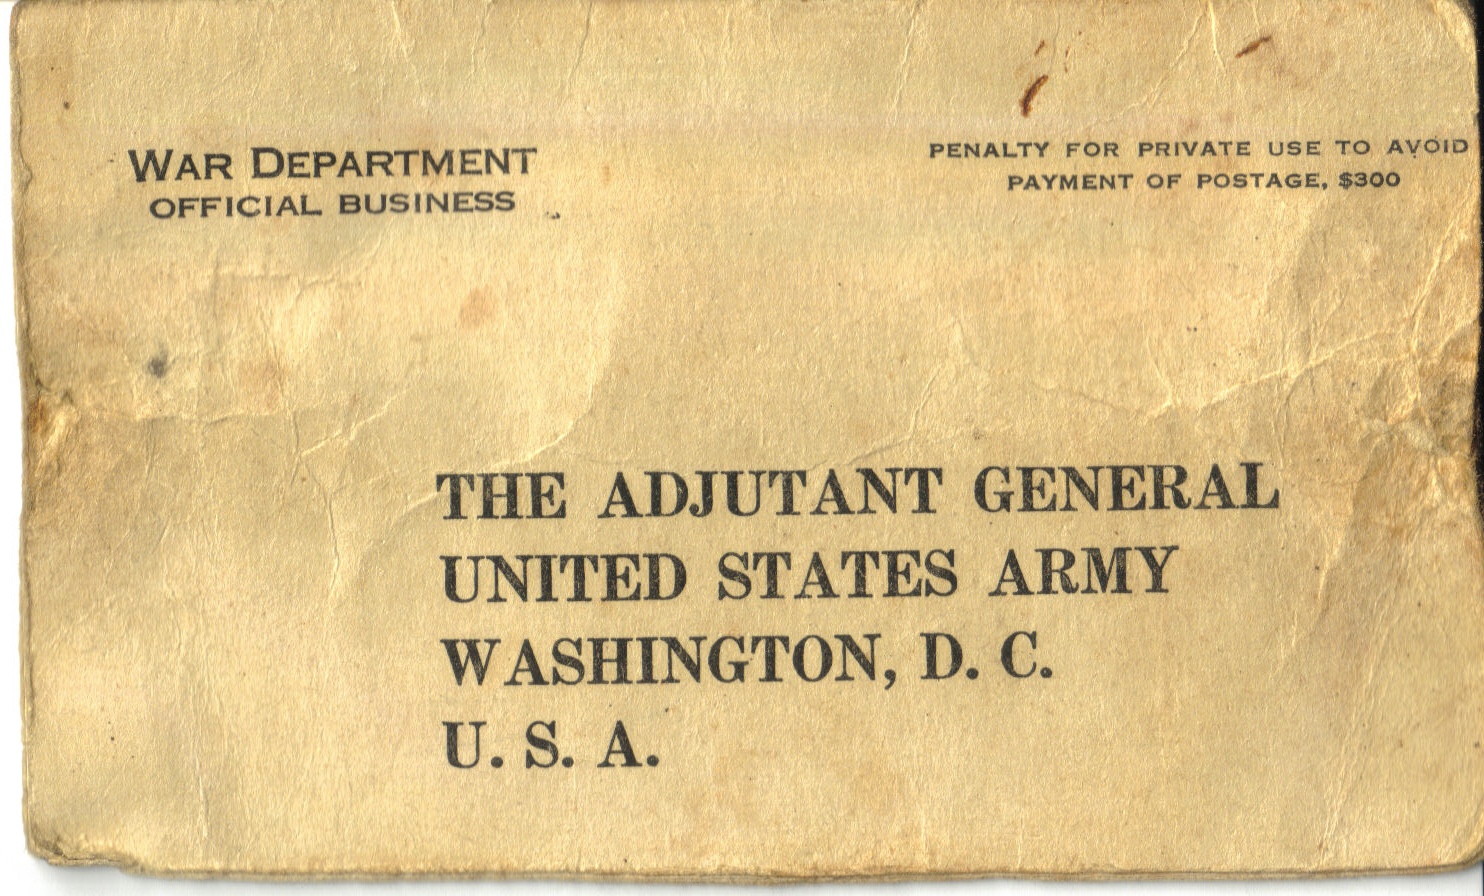 WAR DEPARTMENT
OFFICIAL BUSINESS
PENALTY FOR PRIVATE USE TO AVOID
PAYMENT OF POSTAGE, $300
THE ADJUTANT GENERAL
UNITED STATES ARMY
WASHINGTON, D. C.
U. S. A.